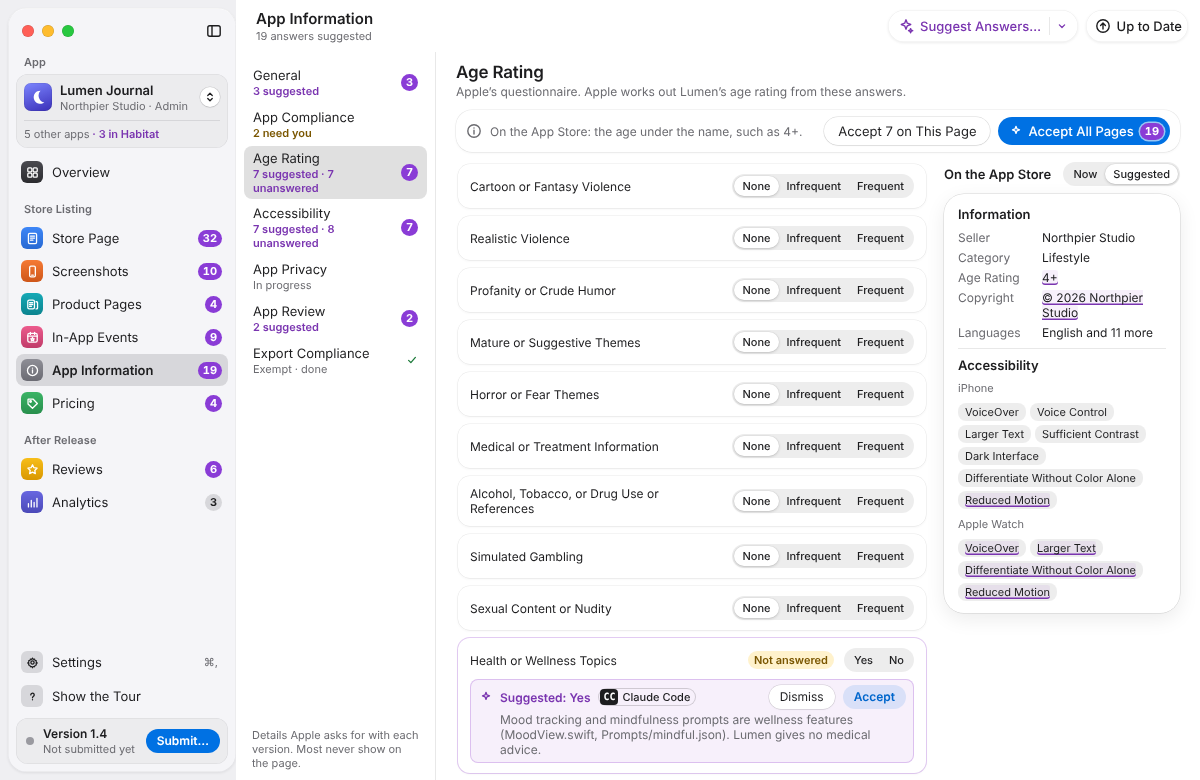 App
Lumen Journal
Northpier Studio · Admin
5 other apps · 3 in Habitat
Overview
Store Listing
Store Page 32
Screenshots 10
Product Pages 4
In-App Events 9
App Information 19
Pricing 4
After Release
Reviews 6
Analytics 3
Settings ⌘,
? Show the Tour
Version 1.4
Not submitted yet
Submit...
App Information
19 answers suggested
Suggest Answers...
Up to Date
General
3 suggested
3
App Compliance
2 need you
Age Rating
7 suggested · 7
unanswered
7
Accessibility
7 suggested · 8
unanswered
7
App Privacy
In progress
App Review
2 suggested
2
Export Compliance
Exempt · done
Details Apple asks for with each
version. Most never show on
the page.
Age Rating
Apple’s questionnaire. Apple works out Lumen’s age rating from these answers.
On the App Store: the age under the name, such as 4+.
Accept 7 on This Page
Accept All Pages 19
Cartoon or Fantasy Violence None Infrequent Frequent
Realistic Violence None Infrequent Frequent
Profanity or Crude Humor None Infrequent Frequent
Mature or Suggestive Themes None Infrequent Frequent
Horror or Fear Themes None Infrequent Frequent
Medical or Treatment Information None Infrequent Frequent
Alcohol, Tobacco, or Drug Use or
References
None Infrequent Frequent
Simulated Gambling None Infrequent Frequent
Sexual Content or Nudity None Infrequent Frequent
Health or Wellness Topics Not answered Yes No
Suggested: Yes CC Claude Code Dismiss Accept
Mood tracking and mindfulness prompts are wellness features
(MoodView.swift, Prompts/mindful.json). Lumen gives no medical
advice.
On the App Store Now Suggested
Information
Seller Northpier Studio
Category Lifestyle
Age Rating 4+
Copyright © 2026 Northpier
Studio
Languages English and 11 more
Accessibility
iPhone
VoiceOver Voice Control
Larger Text Sufficient Contrast
Dark Interface
Differentiate Without Color Alone
Reduced Motion
Apple Watch
VoiceOver Larger Text
Differentiate Without Color Alone
Reduced Motion